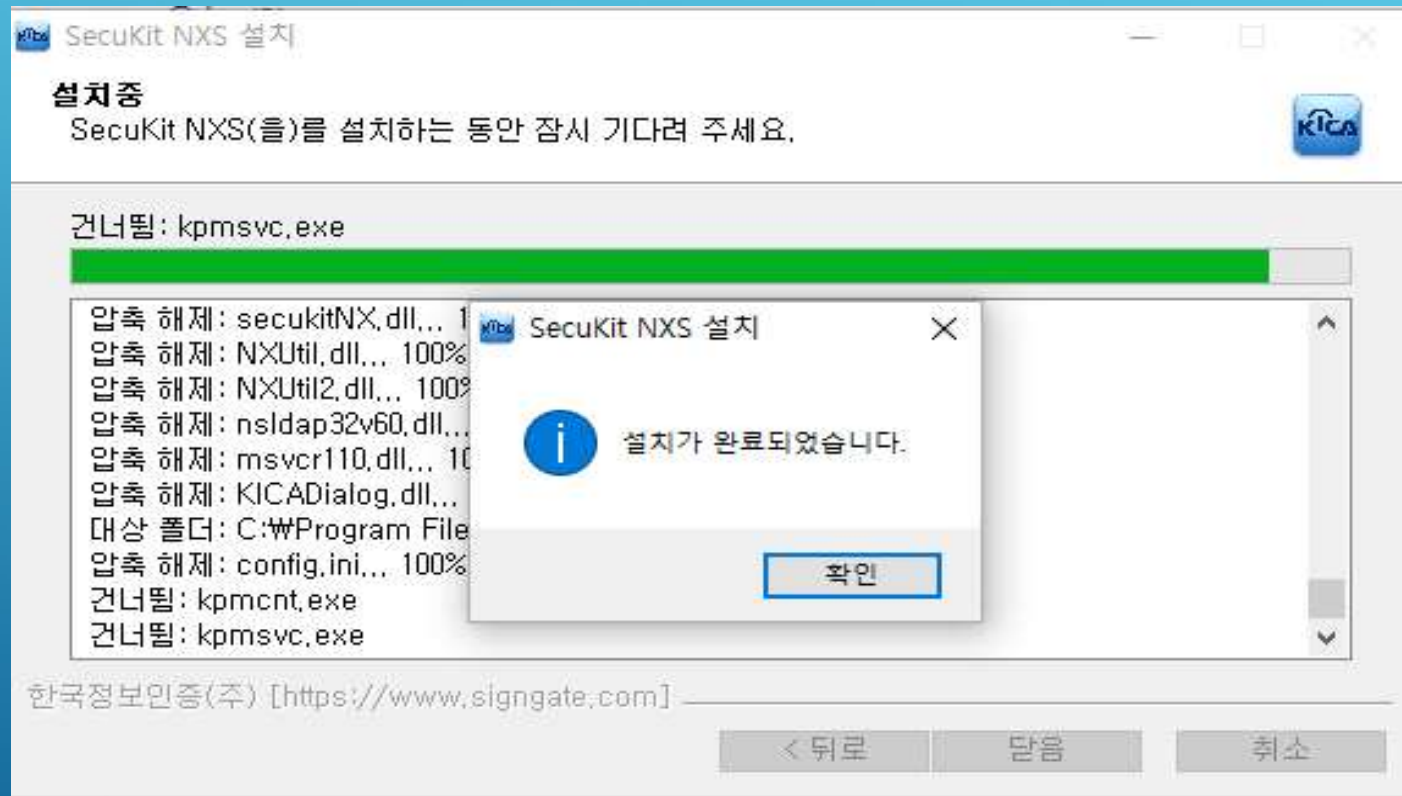 SecuKit NXS 설치
설치중
SecuKit NXS(을)를 설치하는 동안 잠시 기다려 주세요.
KICA
건너뜀: kpmsvc.exe
압축 해제: secukitNX.dll... 1
압축 해제: NXUtil.dll... 100%
압축 해제: NXUtil2.dll... 100%
압축 해제: nsldap32v60.dll...
압축 해제: msvcr110.dll... 10
압축 해제: KICADialog.dll...
대상 폴더: C:₩Program File
압축 해제: config.ini... 100%
건너뜀: kpmcnt.exe
건너뜀: kpmsvc.exe
SecuKit NXS 설치
설치가 완료되었습니다.
확인
한국정보인증(주) [https://www.signgate.com]
< 뒤로
닫음
취소